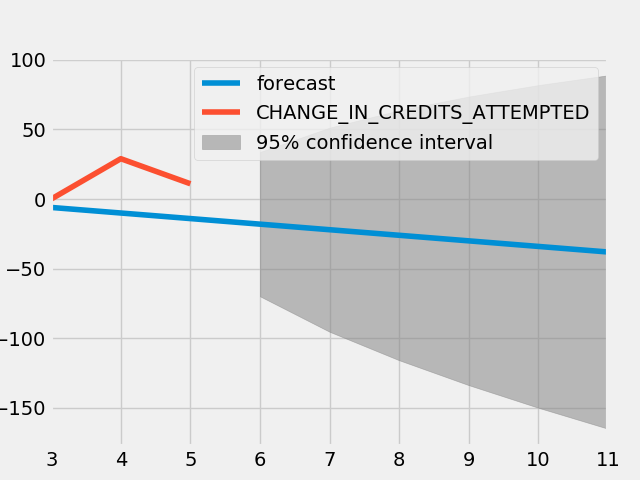 100
50
0
−50
−100
−150
forecast
CHANGE_IN_CREDITS_ATTEMPTED
95% confidence interval
3 4 5 6 7 8 9 10 11